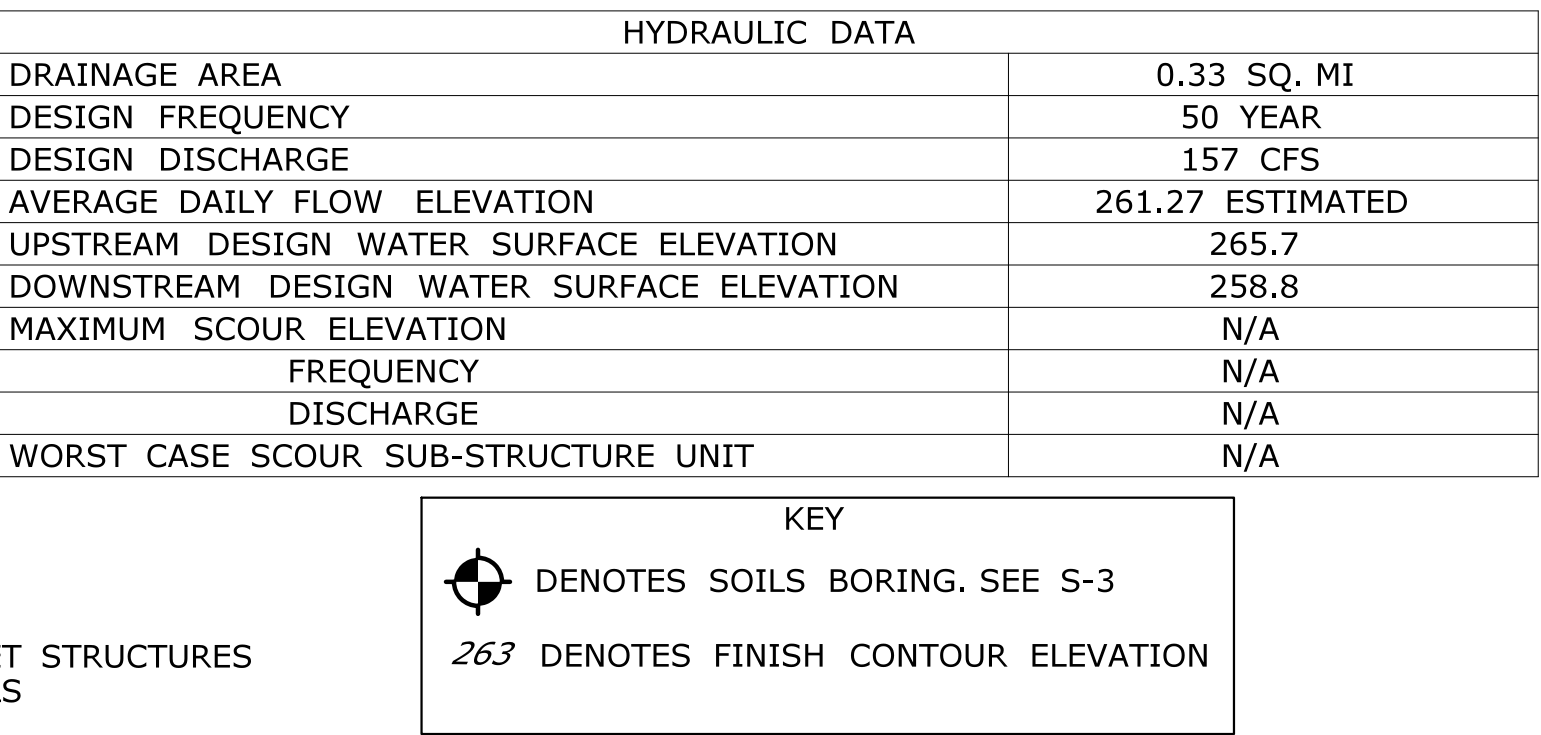 HYDRAULIC DATA
DRAINAGE AREA 0.33 SQ. MI
DESIGN FREQUENCY 50 YEAR
DESIGN DISCHARGE 157 CFS
AVERAGE DAILY FLOW ELEVATION 261.27 ESTIMATED
UPSTREAM DESIGN WATER SURFACE ELEVATION 265.7
DOWNSTREAM DESIGN WATER SURFACE ELEVATION 258.8
MAXIMUM SCOUR ELEVATION N/A
FREQUENCY N/A
DISCHARGE N/A
WORST CASE SCOUR SUB-STRUCTURE UNIT N/A
KEY
DENOTES SOILS BORING. SEE S-3
263 DENOTES FINISH CONTOUR ELEVATION
STRUCTURES